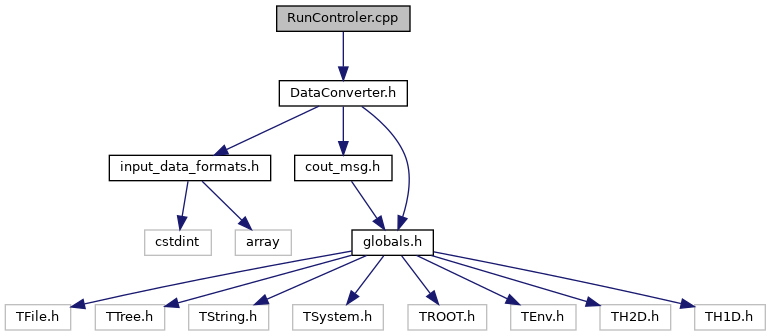 RunControler.cpp
DataConverter.h
input_data_formats.h
cout_msg.h
cstdint
array
globals.h
TFile.h
TTree.h
TString.h
TSystem.h
TROOT.h
TEnv.h
TH2D.h
TH1D.h